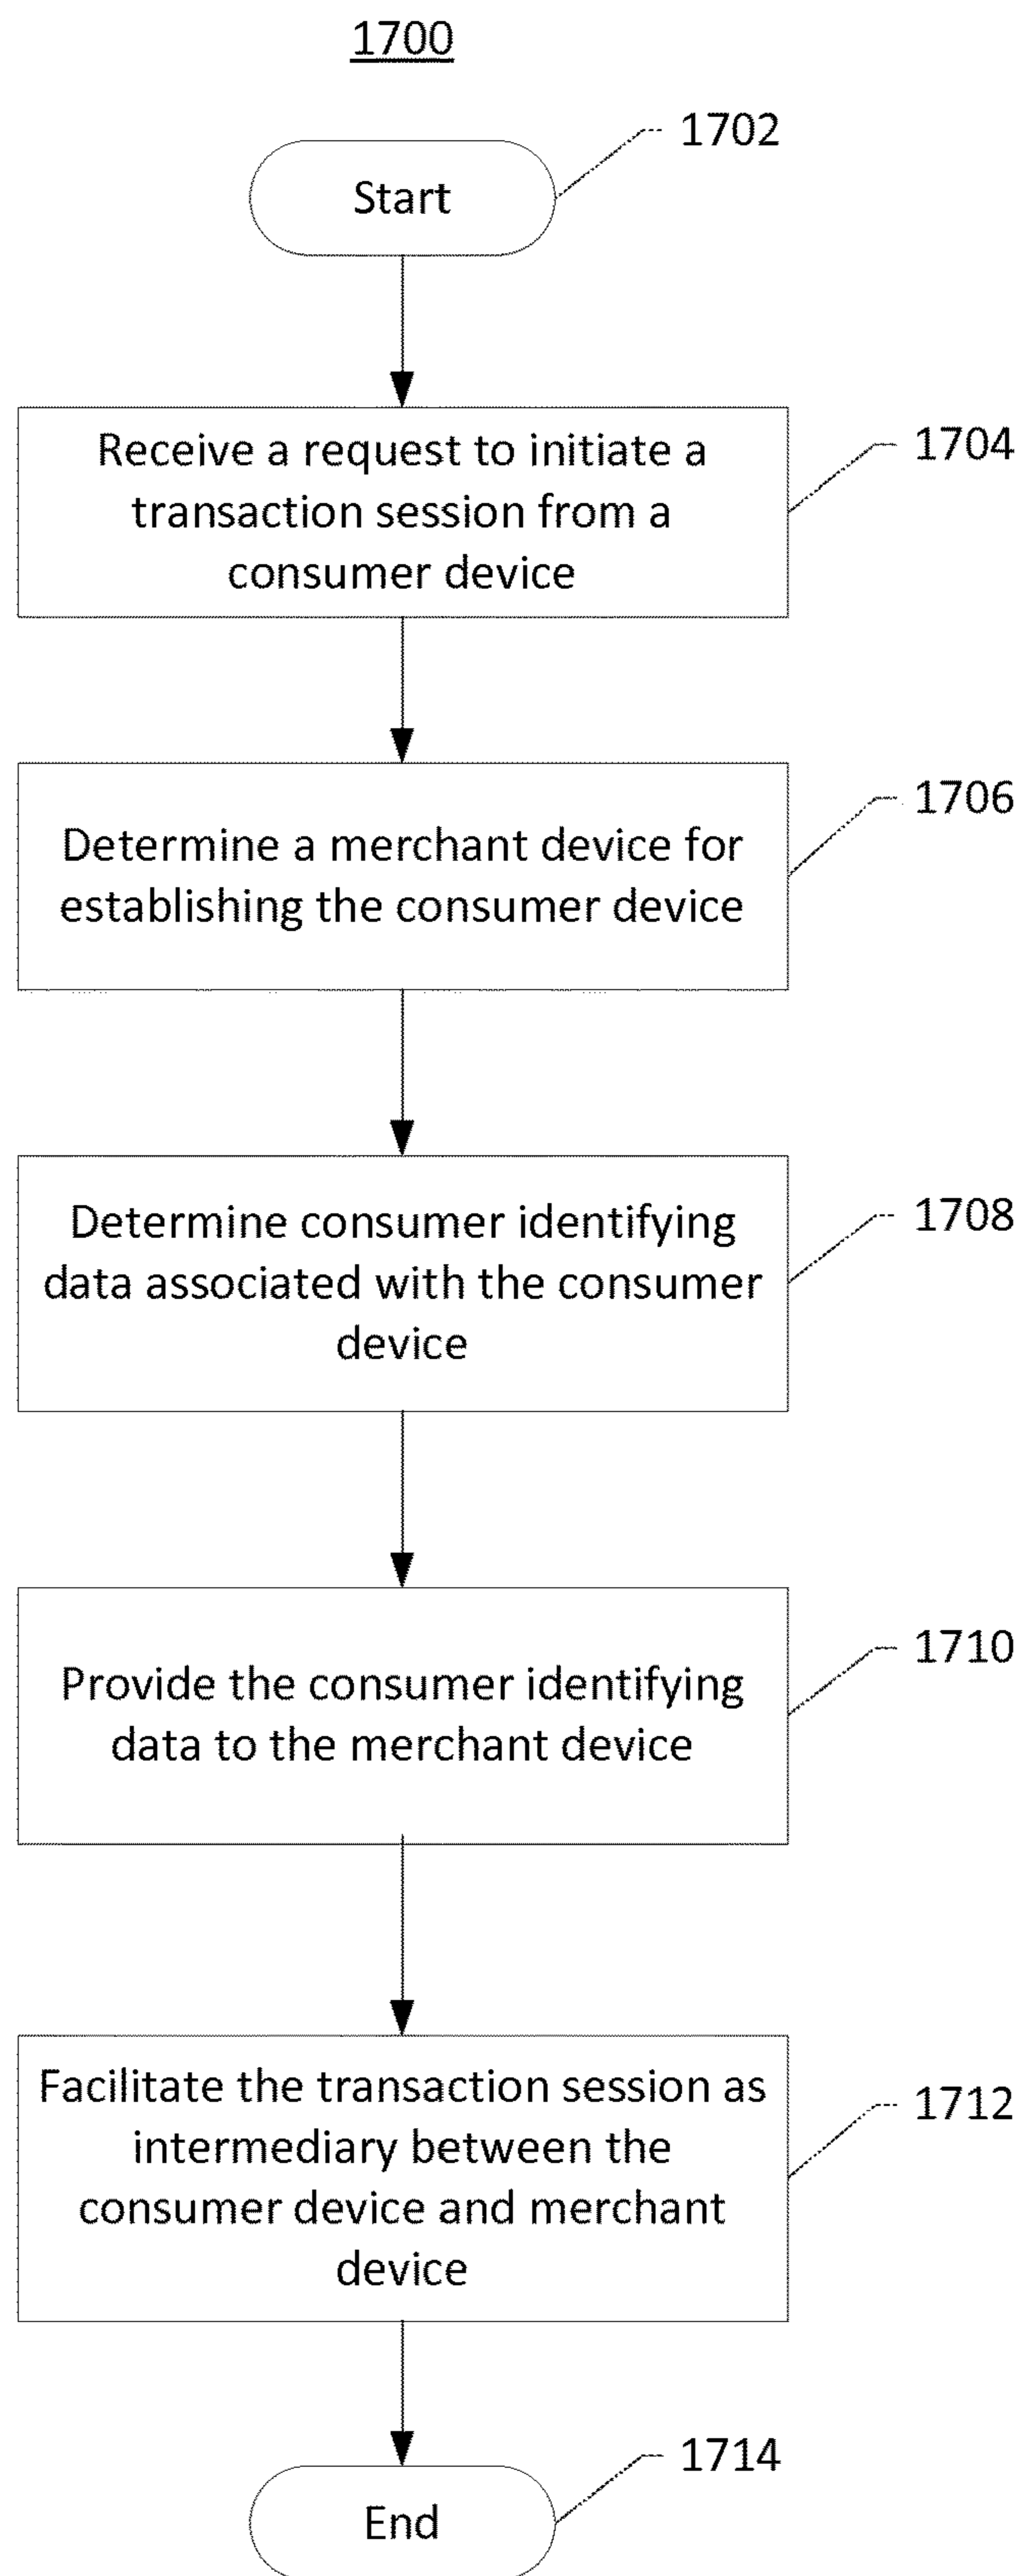 1700
1702
Start
Receive a request to initiate a
transaction session from a
consumer device
1704
Determine a merchant device for
establishing the consumer device
1706
Determine consumer identifying
data associated with the consumer
device
1708
Provide the consumer identifying
data to the merchant device
1710
Facilitate the transaction session as
intermediary between the
consumer device and merchant
device
1712
1714
End